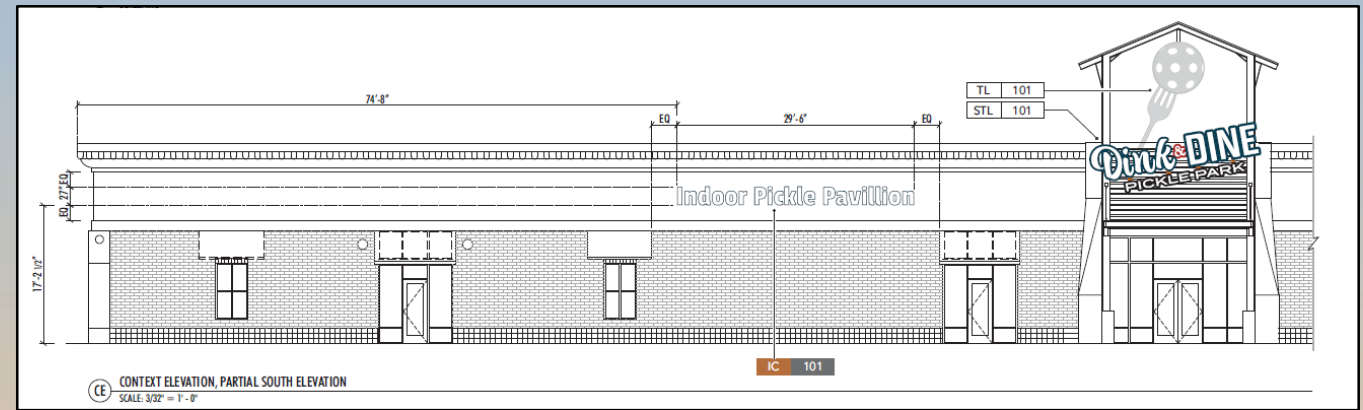 74'-8"
EQ
29'-6"
EQ
TL 101
STL 101
Dink & DINE
PICKLE PARK
EQ
27"
EQ
Indoor Pickle Pavillion
17'-2 1/2"
IC 101
CE
CONTEXT ELEVATION, PARTIAL SOUTH ELEVATION
SCALE: 3/32" = 1' - 0"